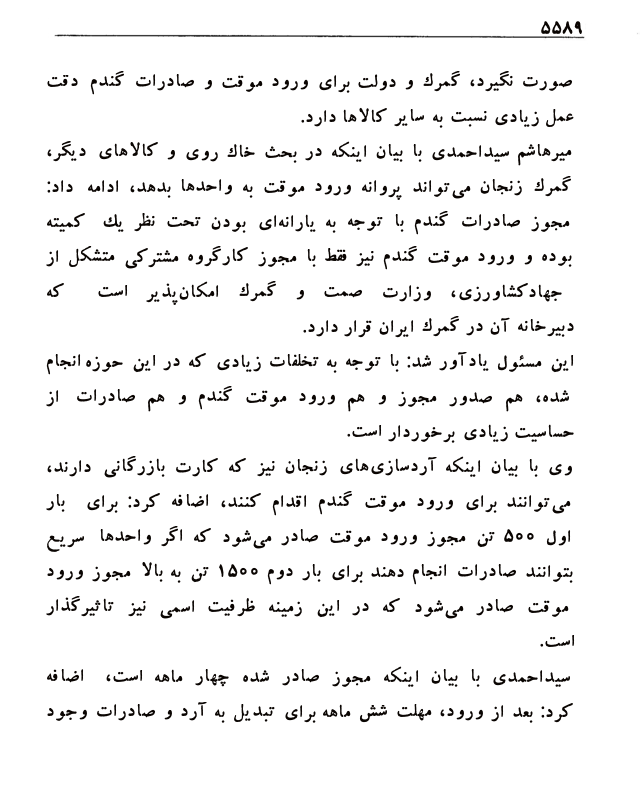 ۵۵۸۹
صورت نگیرد، گمرك و دولت برای ورود موقت و صادرات گندم دقت
عمل زیادی نسبت به سایر کالاها دارد.
میرهاشم سیداحمدی با بیان اینکه در بحث خاك روی و کالاهای دیگر،
گمرك زنجان می‌تواند پروانه ورود موقت به واحدها بدهد، ادامه داد:
مجوز صادرات گندم با توجه به یارانه‌ای بودن تحت نظر یك کمیته
بوده و ورود موقت گندم نیز فقط با مجوز کارگروه مشترکی متشکل از
جهادکشاورزی، وزارت صمت و گمرك امکان‌پذیر است که
دبیرخانه آن در گمرك ایران قرار دارد.
این مسئول یادآور شد: با توجه به تخلفات زیادی که در این حوزه انجام
شده، هم صدور مجوز و هم ورود موقت گندم و هم صادرات از
حساسیت زیادی برخوردار است.
وی با بیان اینکه آردسازی‌های زنجان نیز که کارت بازرگانی دارند،
می‌توانند برای ورود موقت گندم اقدام کنند، اضافه کرد: برای بار
اول ۵۰۰ تن مجوز ورود موقت صادر می‌شود که اگر واحدها سریع
بتوانند صادرات انجام دهند برای بار دوم ۱۵۰۰ تن به بالا مجوز ورود
موقت صادر می‌شود که در این زمینه ظرفیت اسمی نیز تاثیرگذار
است.
سیداحمدی با بیان اینکه مجوز صادر شده چهار ماهه است، اضافه
کرد: بعد از ورود، مهلت شش ماهه برای تبدیل به آرد و صادرات وجود